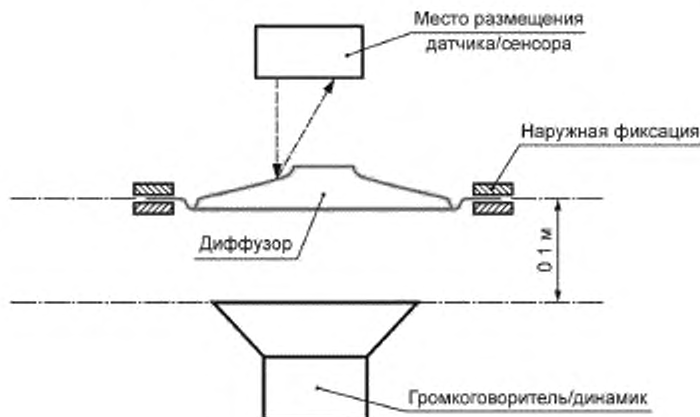 Место размещения
датчика/сенсора
Наружная фиксация
Диффузор
0 1 м
Громкоговоритель/динамик